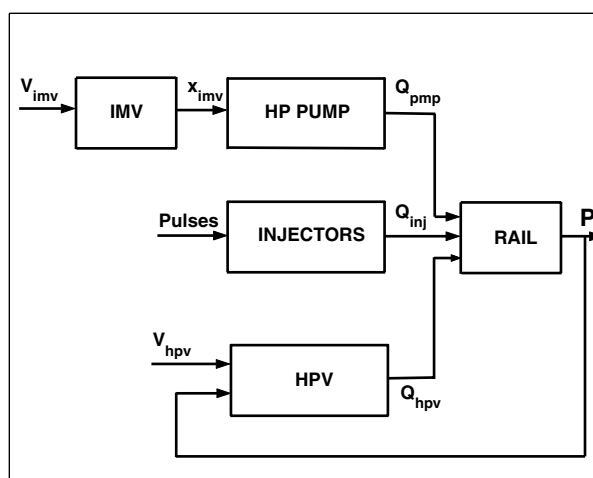 V_imv
IMV
x_imv
HP PUMP
Q_pmp
Pulses
INJECTORS
Q_inj
RAIL
P
V_hpv
HPV
Q_hpv